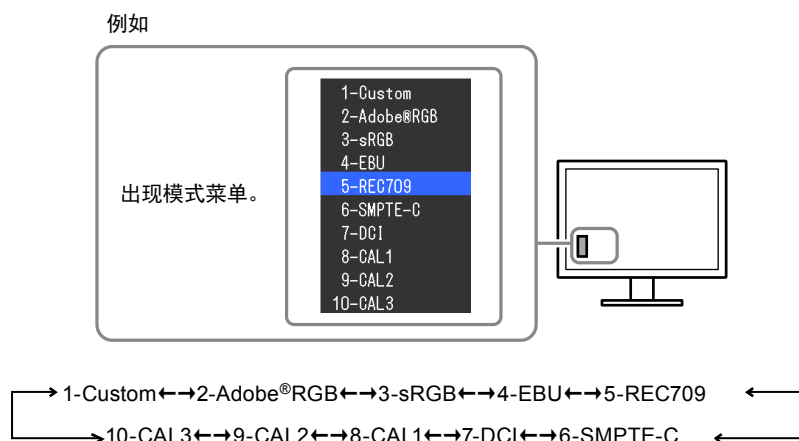 例如
出现模式菜单。
1-Custom
2-Adobe®RGB
3-sRGB
4-EBU
5-REC709
6-SMPTE-C
7-DCI
8-CAL1
9-CAL2
10-CAL3
1-Custom←→2-Adobe®RGB←→3-sRGB←→4-EBU←→5-REC709
10-CAL3←→9-CAL2←→8-CAL1←→7-DCI←→6-SMPTE-C